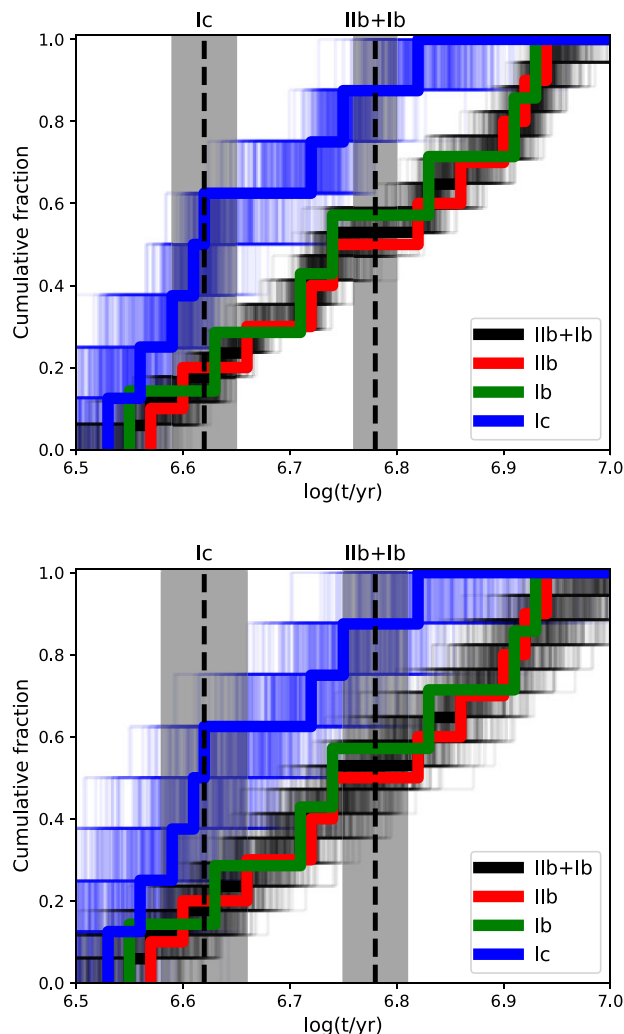 Ic IIb+Ib
1.0
0.8
0.6
0.4
0.2
0.0
Cumulative fraction
IIb+Ib
IIb
Ib
Ic
6.5 6.6 6.7 6.8 6.9 7.0
log(t/yr)
Ic IIb+Ib
1.0
0.8
0.6
0.4
0.2
0.0
Cumulative fraction
IIb+Ib
IIb
Ib
Ic
6.5 6.6 6.7 6.8 6.9 7.0
log(t/yr)